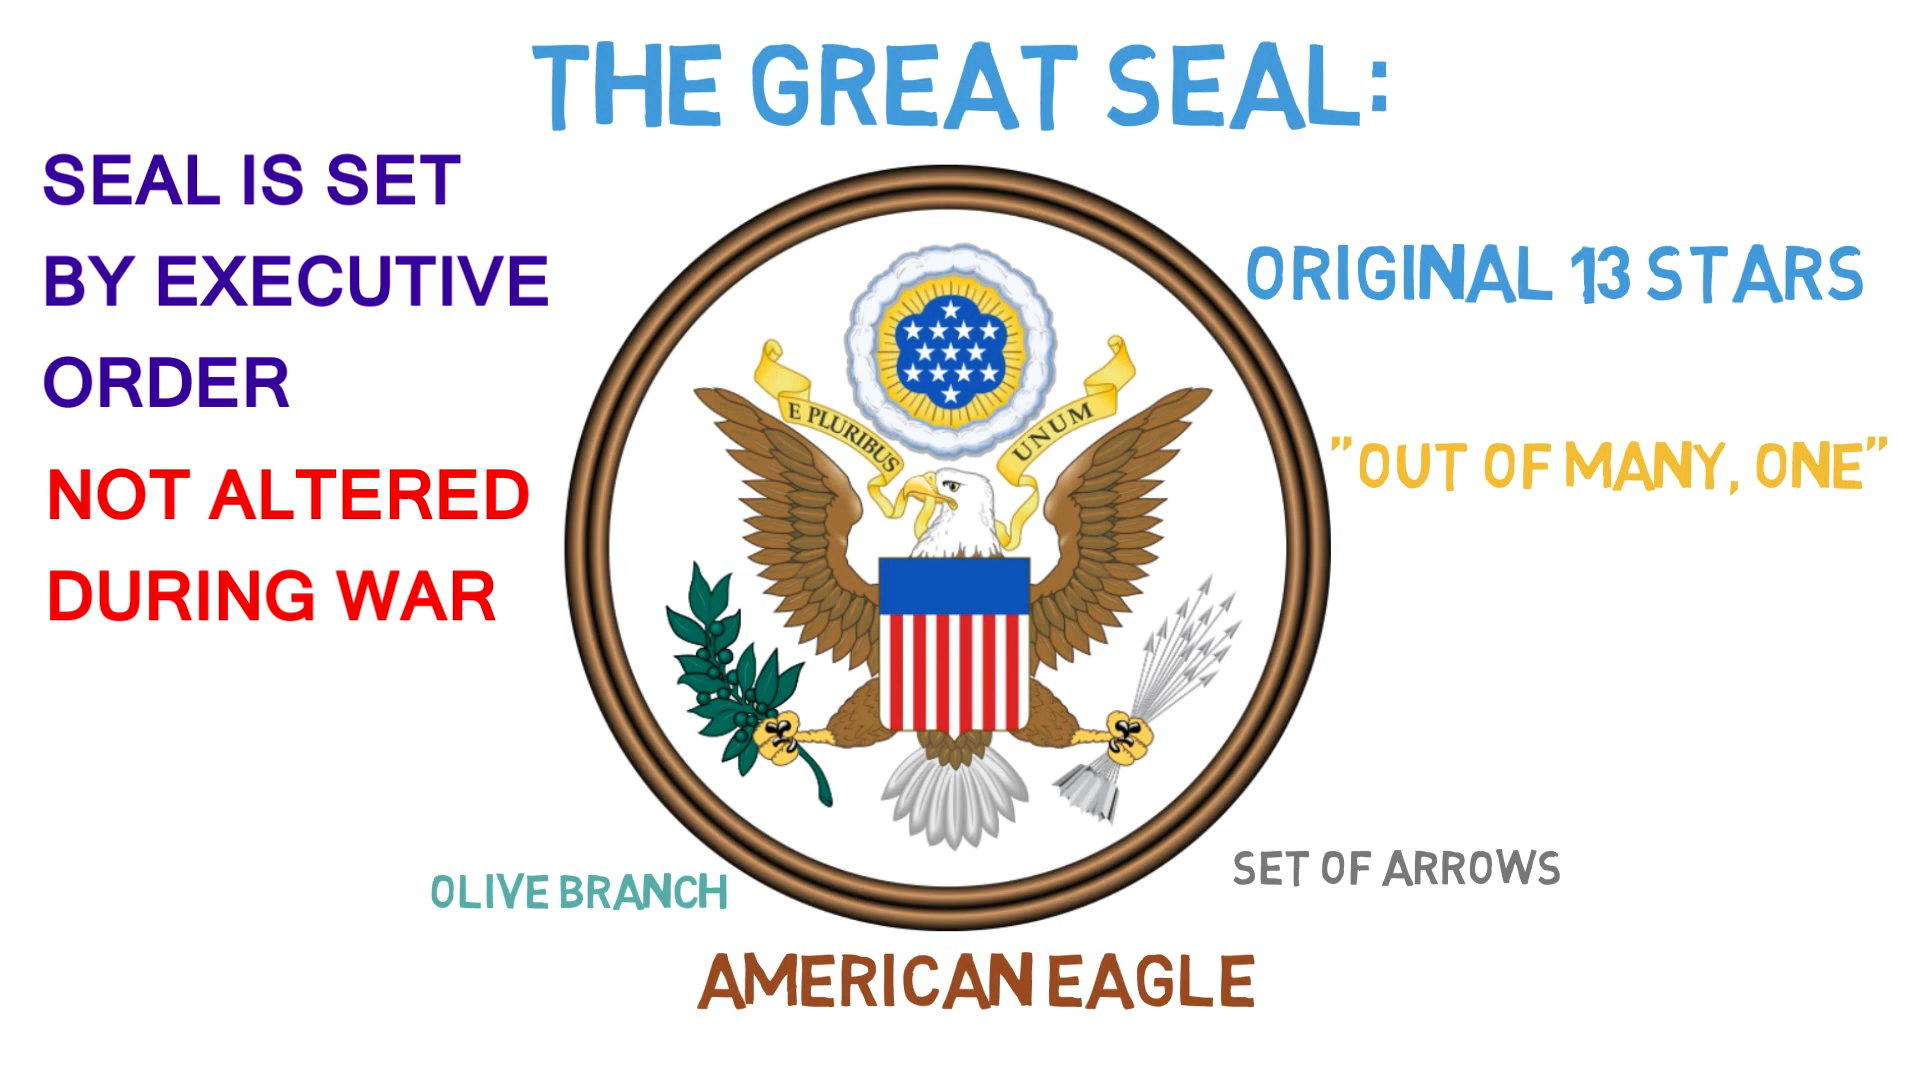 THE GREAT SEAL:
SEAL IS SET
BY EXECUTIVE
ORDER
NOT ALTERED
DURING WAR
ORIGINAL 13 STARS
E PLURIBUS
UNUM
"OUT OF MANY, ONE"
OLIVE BRANCH
SET OF ARROWS
AMERICAN EAGLE